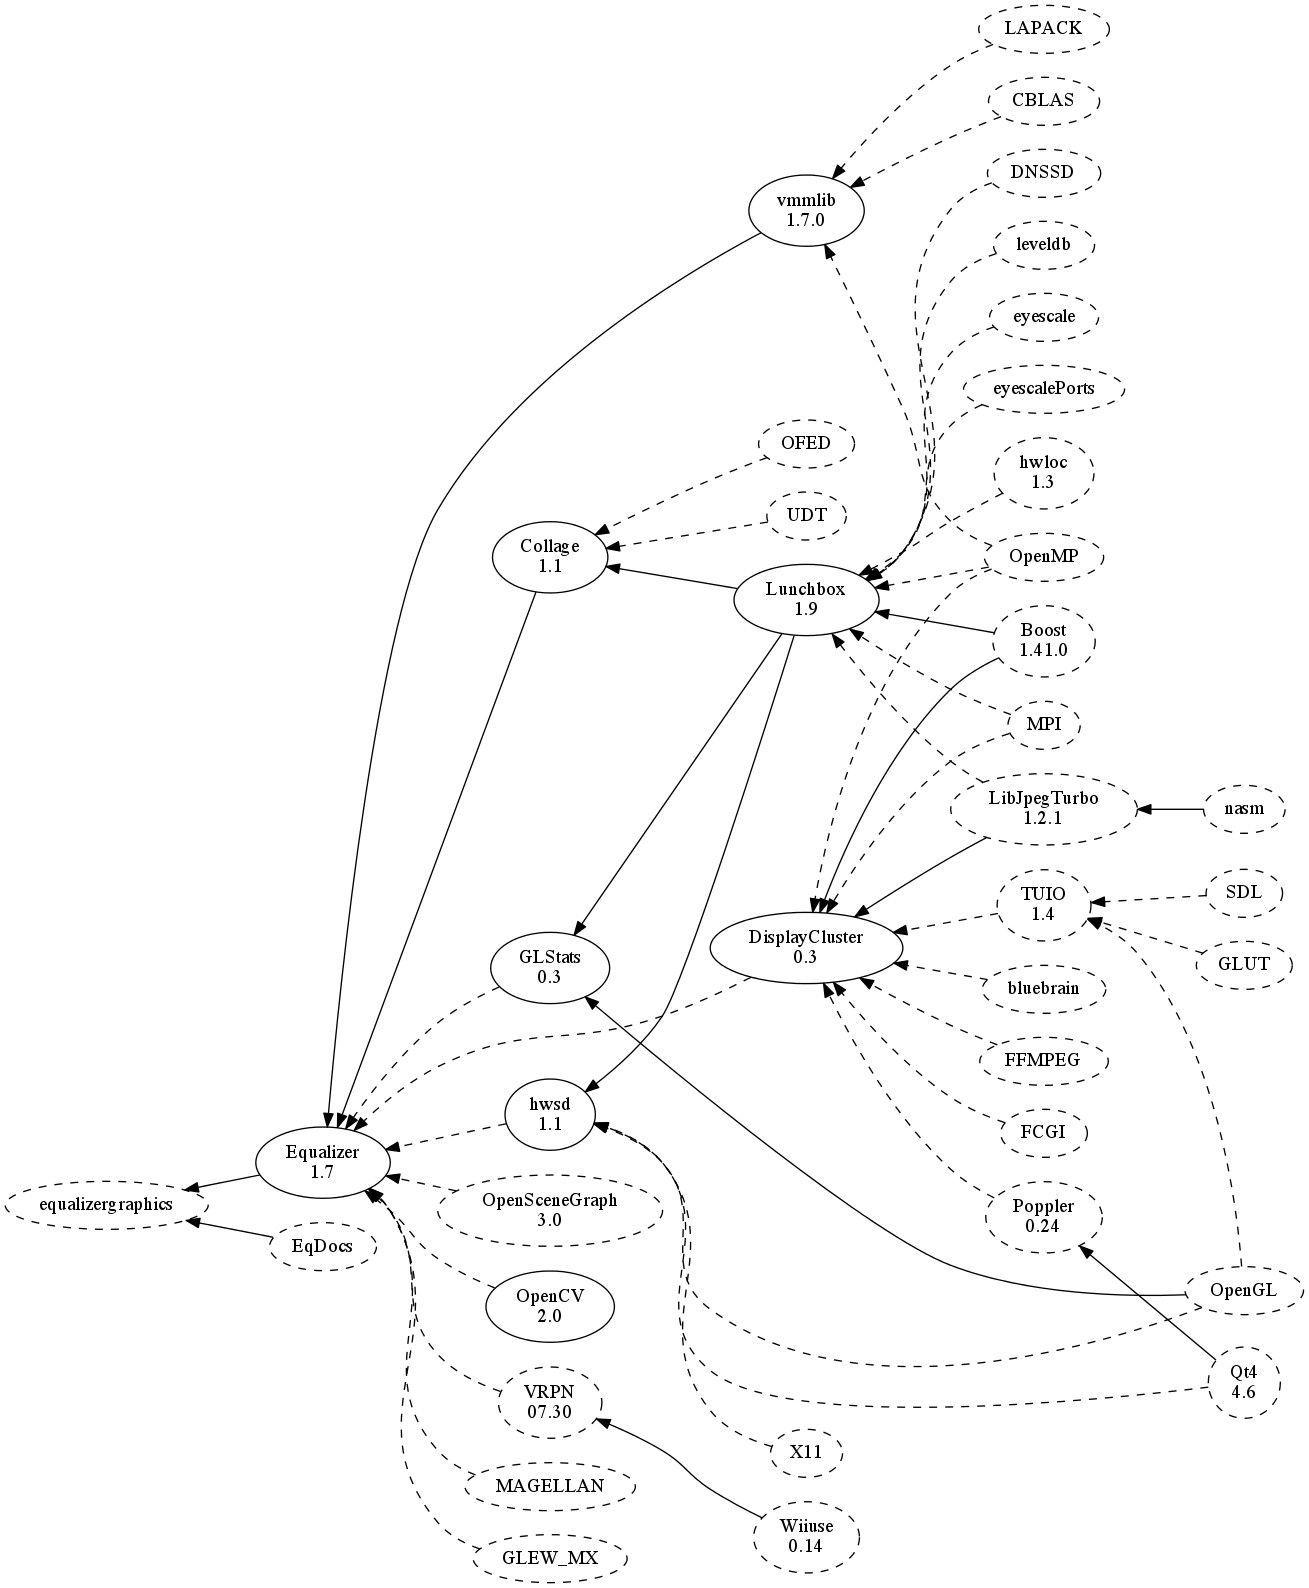 LAPACK
CBLAS
DNSSD
vmmlib
1.7.0
leveldb
eyescale
eyescalePorts
OFED
hwloc
1.3
UDT
Collage
1.1
OpenMP
Lunchbox
1.9
Boost
1.41.0
MPI
LibJpegTurbo
1.2.1
nasm
TUIO
1.4
SDL
DisplayCluster
0.3
GLStats
0.3
GLUT
bluebrain
FFMPEG
hwsd
1.1
FCGI
Equalizer
1.7
equalizergraphics
OpenSceneGraph
3.0
Poppler
0.24
EqDocs
OpenCV
2.0
OpenGL
VRPN
07.30
Qt4
4.6
X11
MAGELLAN
Wiiuse
0.14
GLEW_MX